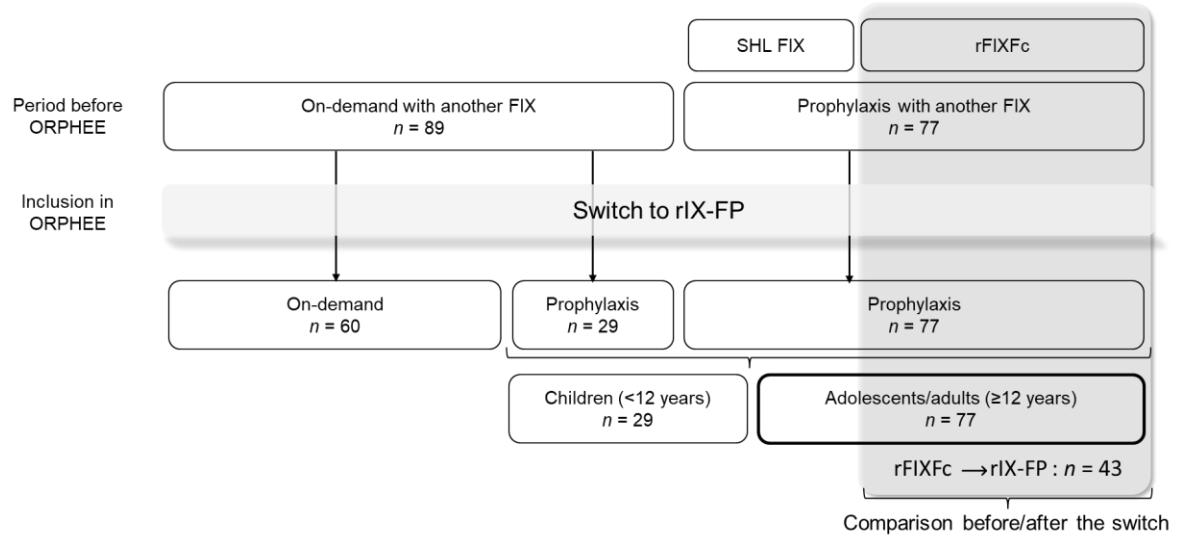 SHL FIX
rFIXFc
Period before
ORPHEE
On-demand with another FIX
n = 89
Prophylaxis with another FIX
n = 77
Inclusion in
ORPHEE
Switch to rIX-FP
On-demand
n = 60
Prophylaxis
n = 29
Prophylaxis
n = 77
Children (<12 years)
n = 29
Adolescents/adults (≥12 years)
n = 77
rFIXFc →rIX-FP : n = 43
Comparison before/after the switch